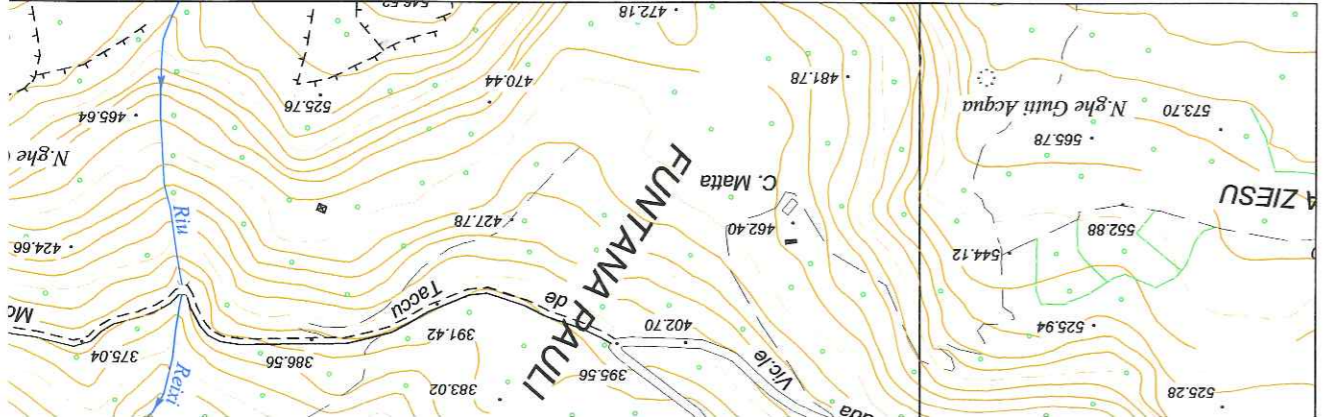 525.28
Vic.le
395.56
383.02
Reixi
525.94
402.70
391.42
386.56
375.04
de
Taccu
544.12
552.88
A ZIESU
FUNTANA PAULI
462.40
427.78
Riu
424.66
C. Matta
565.78
573.70
N.ghe Gutti Acqua
N.ghe
481.78
470.44
525.76
465.64
472.18